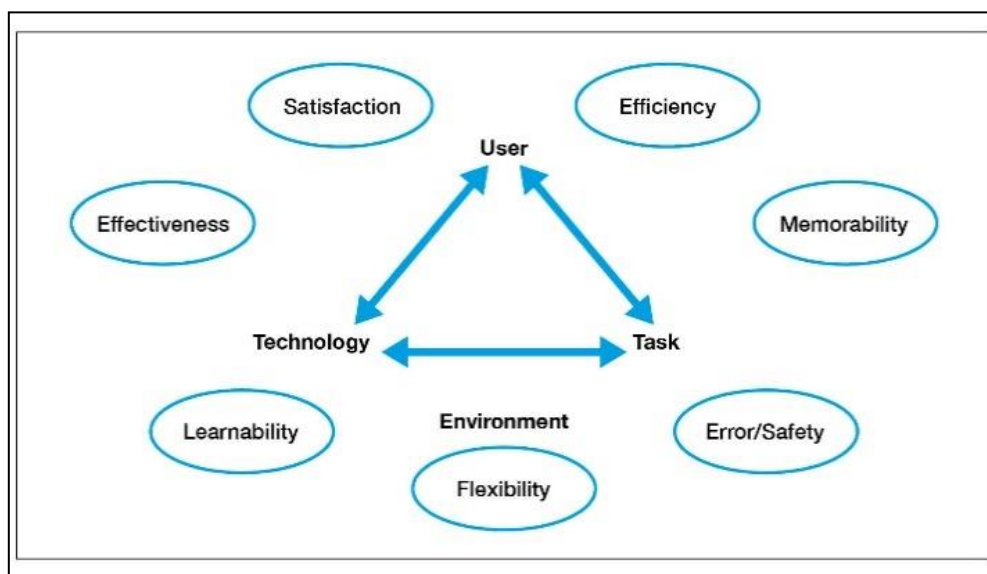 Satisfaction
Efficiency
User
Effectiveness
Memorability
Technology
Task
Learnability
Environment
Error/Safety
Flexibility